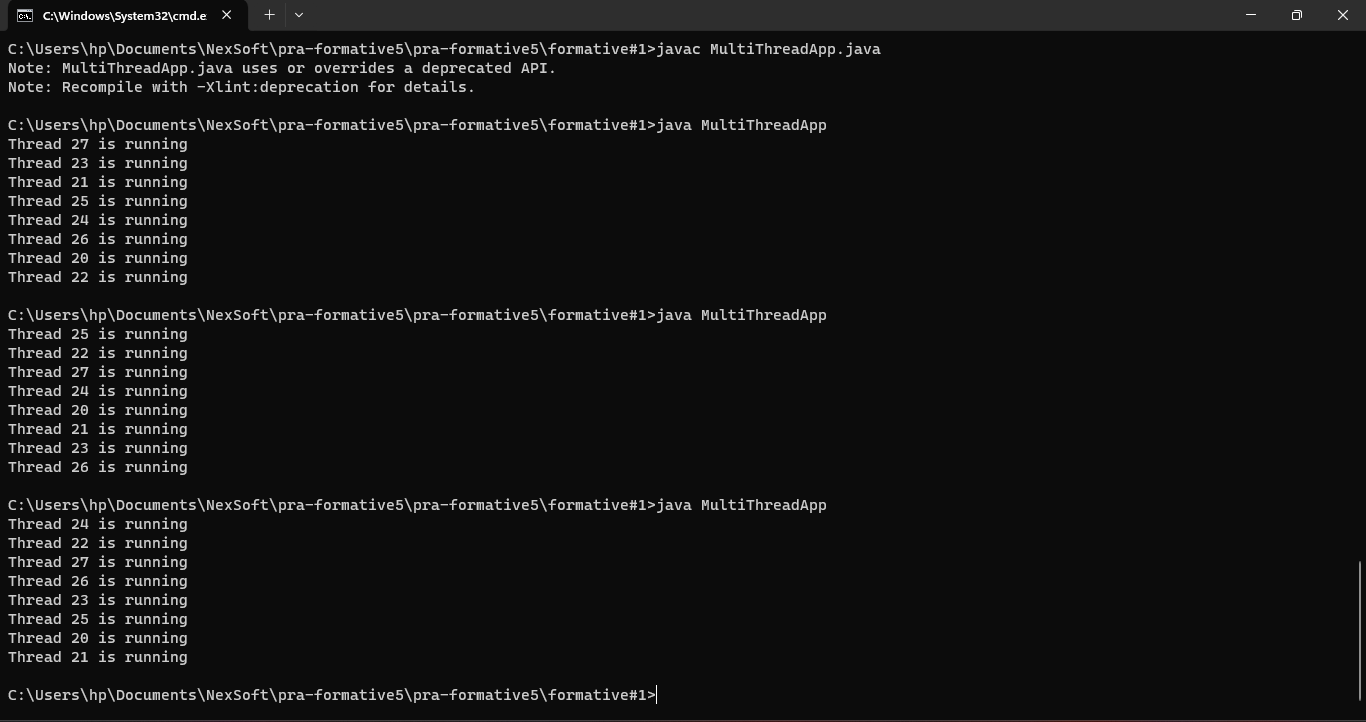 C:\Windows\System32\cmd.e
C:\Users\hp\Documents\NexSoft\pra-formative5\pra-formative5\formative#1>javac MultiThreadApp.java
Note: MultiThreadApp.java uses or overrides a deprecated API.
Note: Recompile with -Xlint:deprecation for details.
C:\Users\hp\Documents\NexSoft\pra-formative5\pra-formative5\formative#1>java MultiThreadApp
Thread 27 is running
Thread 23 is running
Thread 21 is running
Thread 25 is running
Thread 24 is running
Thread 26 is running
Thread 20 is running
Thread 22 is running
C:\Users\hp\Documents\NexSoft\pra-formative5\pra-formative5\formative#1>java MultiThreadApp
Thread 25 is running
Thread 22 is running
Thread 27 is running
Thread 24 is running
Thread 20 is running
Thread 21 is running
Thread 23 is running
Thread 26 is running
C:\Users\hp\Documents\NexSoft\pra-formative5\pra-formative5\formative#1>java MultiThreadApp
Thread 24 is running
Thread 22 is running
Thread 27 is running
Thread 26 is running
Thread 23 is running
Thread 25 is running
Thread 20 is running
Thread 21 is running
C:\Users\hp\Documents\NexSoft\pra-formative5\pra-formative5\formative#1>